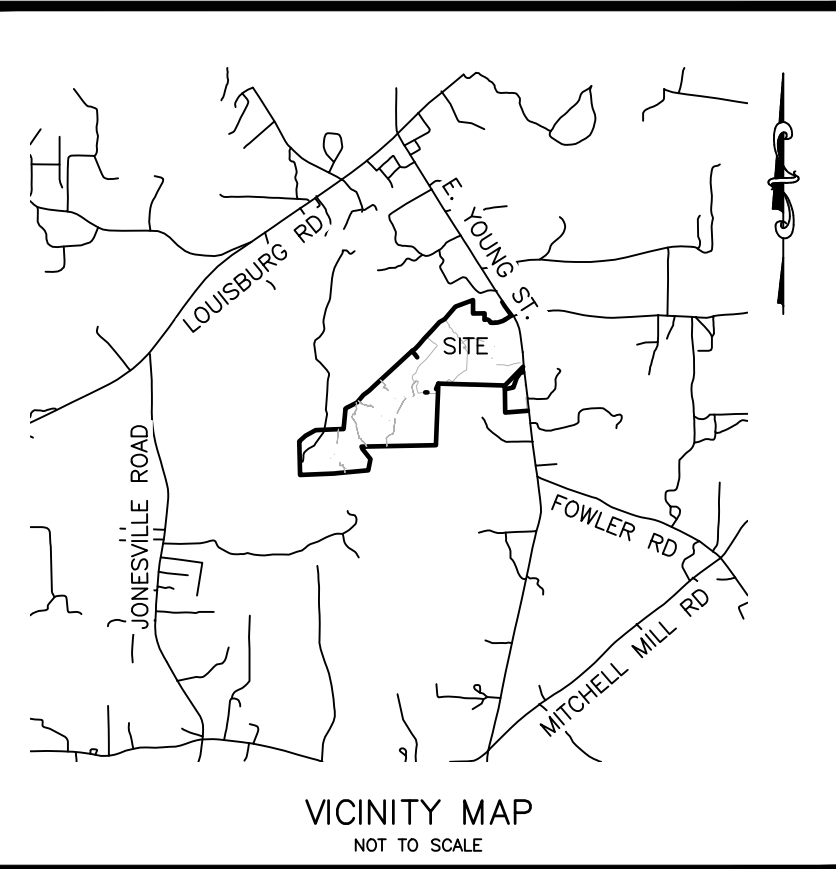 E. YOUNG ST.
LOUISBURG RD
SITE
JONESVILLE ROAD
FOWLER RD
MITCHELL MILL RD
VICINITY MAP
NOT TO SCALE